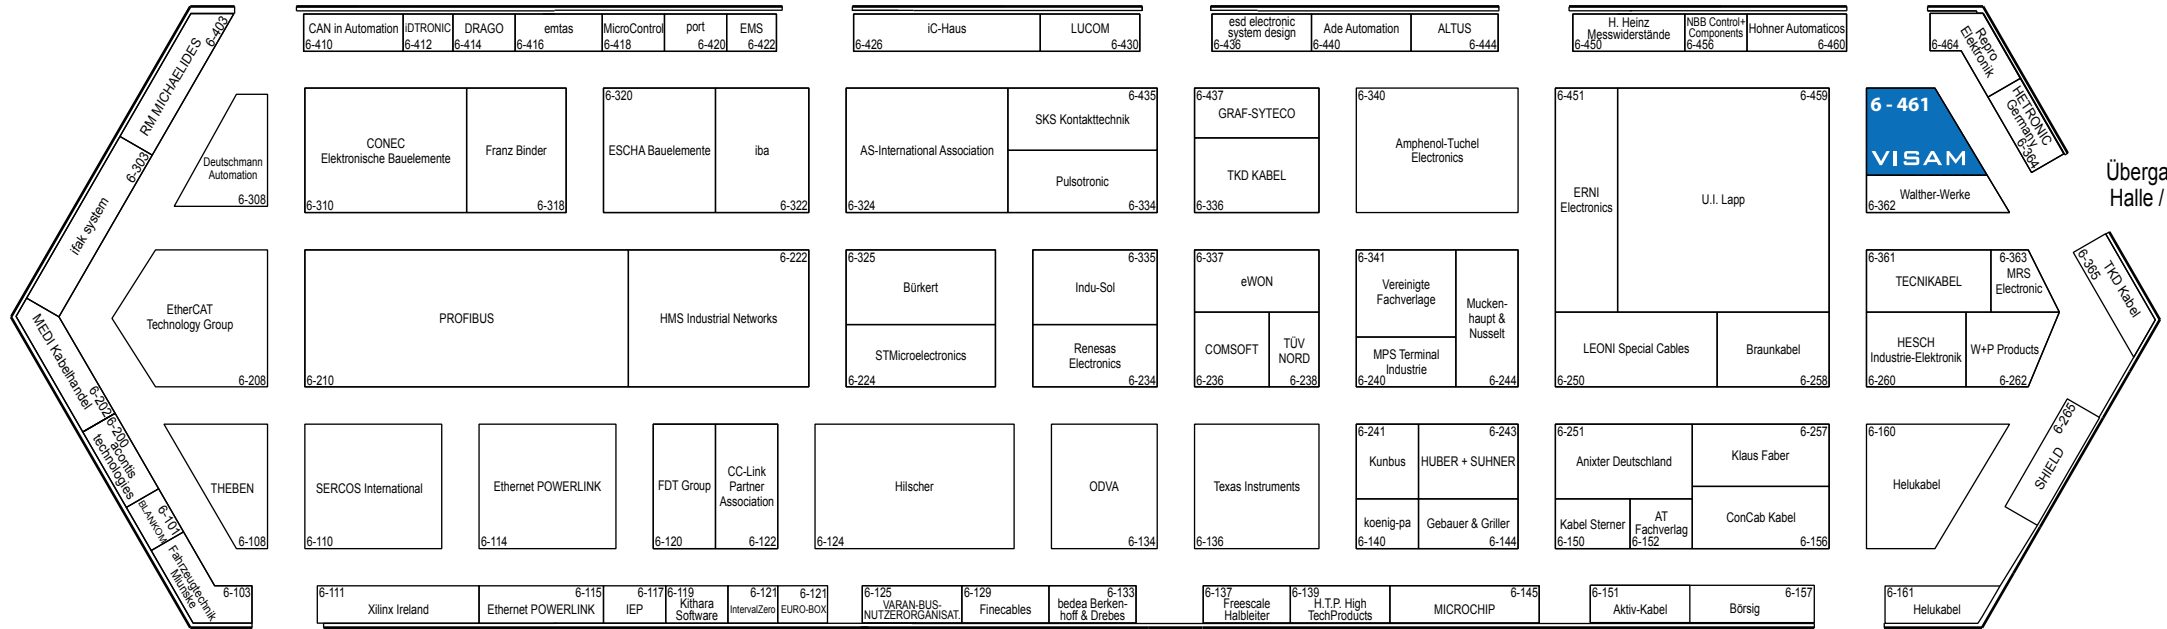 CAN in Automation
6-410
iDTRONIC
6-412
DRAGO
6-414
emtas
6-416
MicroControl
6-418
port
6-420
EMS
6-422
iC-Haus
6-426
LUCOM
6-430
esd electronic
system design
6-436
Ade Automation
6-440
ALTUS
6-444
H. Heinz
Messwiderstände
6-450
NBB Control+
Components
6-456
Hohner Automaticos
6-460
6-464
Repro
Elektronik
HETRONIC
Germany
6-364
6-403
RM MICHAELIDES
6-303
ifak system
Deutschmann
Automation
6-308
CONEC
Elektronische Bauelemente
6-310
Franz Binder
6-318
6-320
ESCHA Bauelemente
iba
6-322
AS-International Association
6-324
6-435
SKS Kontakttechnik
Pulsotronic
6-334
6-437
GRAF-SYTECO
TKD KABEL
6-336
6-340
Amphenol-Tuchel
Electronics
6-451
ERNI
Electronics
6-459
U.I. Lapp
6 - 461
VISAM
Walther-Werke
6-362
Überga
Halle /
EtherCAT
Technology Group
6-208
PROFIBUS
6-210
6-222
HMS Industrial Networks
6-325
Bürkert
STMicroelectronics
6-224
6-335
Indu-Sol
Renesas
Electronics
6-234
6-337
eWON
COMSOFT
6-236
TÜV
NORD
6-238
6-341
Vereinigte
Fachverlage
MPS Terminal
Industrie
6-240
Mucken-
haupt &
Nusselt
6-244
LEONI Special Cables
6-250
Braunkabel
6-258
6-361
TECNIKABEL
6-363
MRS
Electronic
HESCH
Industrie-Elektronik
6-260
W+P Products
6-262
TKD Kabel
6-365
MEDI Kabelhandel
6-202
6-200
acontis
technologies
6-101
BLANKOM
Fahrzeugtechnik
Miunske
6-103
THEBEN
6-108
SERCOS International
6-110
Ethernet POWERLINK
6-114
FDT Group
6-120
CC-Link
Partner
Association
6-122
Hilscher
6-124
ODVA
6-134
Texas Instruments
6-136
6-241
Kunbus
6-243
HUBER + SUHNER
koenig-pa
6-140
Gebauer & Griller
6-144
6-251
Anixter Deutschland
6-257
Klaus Faber
Kabel Sterner
6-150
AT
Fachverlag
6-152
ConCab Kabel
6-156
6-160
Helukabel
SHIELD
6-265
6-111
Xilinx Ireland
6-115
Ethernet POWERLINK
6-117
IEP
6-119
Kithara
Software
6-121
IntervalZero
6-121
EURO-BOX
6-125
VARAN-BUS-
NUTZERORGANISAT.
6-129
Finecables
6-133
bedea Berken-
hoff & Drebes
6-137
Freescale
Halbleiter
6-139
H.T.P. High
TechProducts
6-145
MICROCHIP
6-151
Aktiv-Kabel
6-157
Börsig
6-161
Helukabel